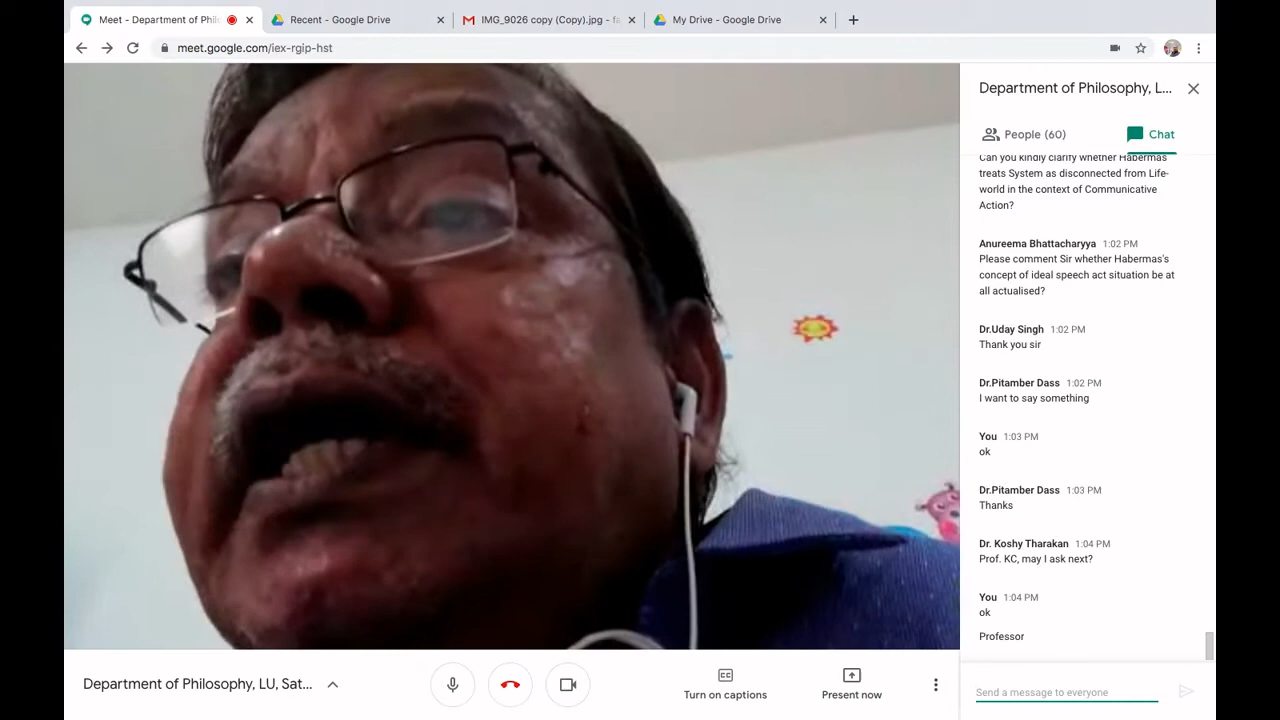 Meet - Department of Phil
Recent - Google Drive
IMG_9026 copy (Copy).jpg - f
My Drive - Google Drive
meet.google.com/iex-rgip-hst
Department of Philosophy, L...
People (60)
Chat
Can you kindly clarify whether Habermas
treats System as disconnected from Life-
world in the context of Communicative
Action?
Anureema Bhattacharyya 1:02 PM
Please comment Sir whether Habermas's
concept of ideal speech act situation be at
all actualised?
Dr.Uday Singh 1:02 PM
Thank you sir
Dr.Pitamber Dass 1:02 PM
I want to say something
You 1:03 PM
ok
Dr.Pitamber Dass 1:03 PM
Thanks
Dr. Koshy Tharakan 1:04 PM
Prof. KC, may I ask next?
You 1:04 PM
ok
Professor
Department of Philosophy, LU, Sat...
Turn on captions
Present now
Send a message to everyone